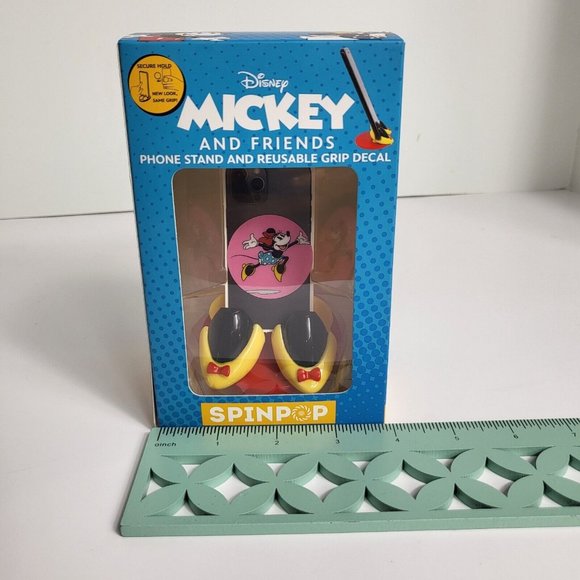 SECURE HOLD
NEW LOOK,
SAME GRIP!
Disney
MICKEY
AND FRIENDS
PHONE STAND AND REUSABLE GRIP DECAL
SPINPOP
0inch 1 2 3 4 5 6 7